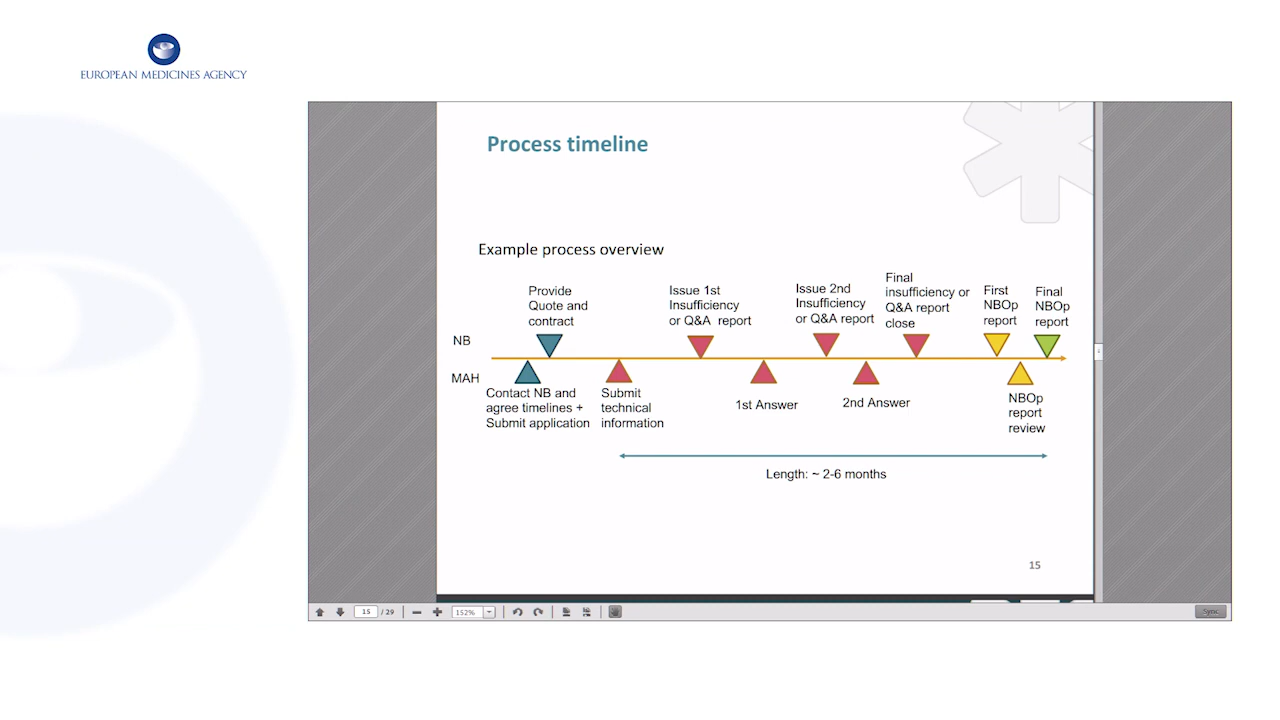 EUROPEAN MEDICINES AGENCY
Process timeline
Example process overview
Provide
Quote and
contract
Issue 1st
Insufficiency
or Q&A report
Issue 2nd
Insufficiency
or Q&A report
Final
insufficiency or
Q&A report
close
First
NBOp
report
Final
NBOp
report
NB
MAH
Contact NB and
agree timelines +
Submit application
Submit
technical
information
1st Answer
2nd Answer
NBOp
report
review
Length: ~ 2-6 months
15
15 / 29
152%
Sync